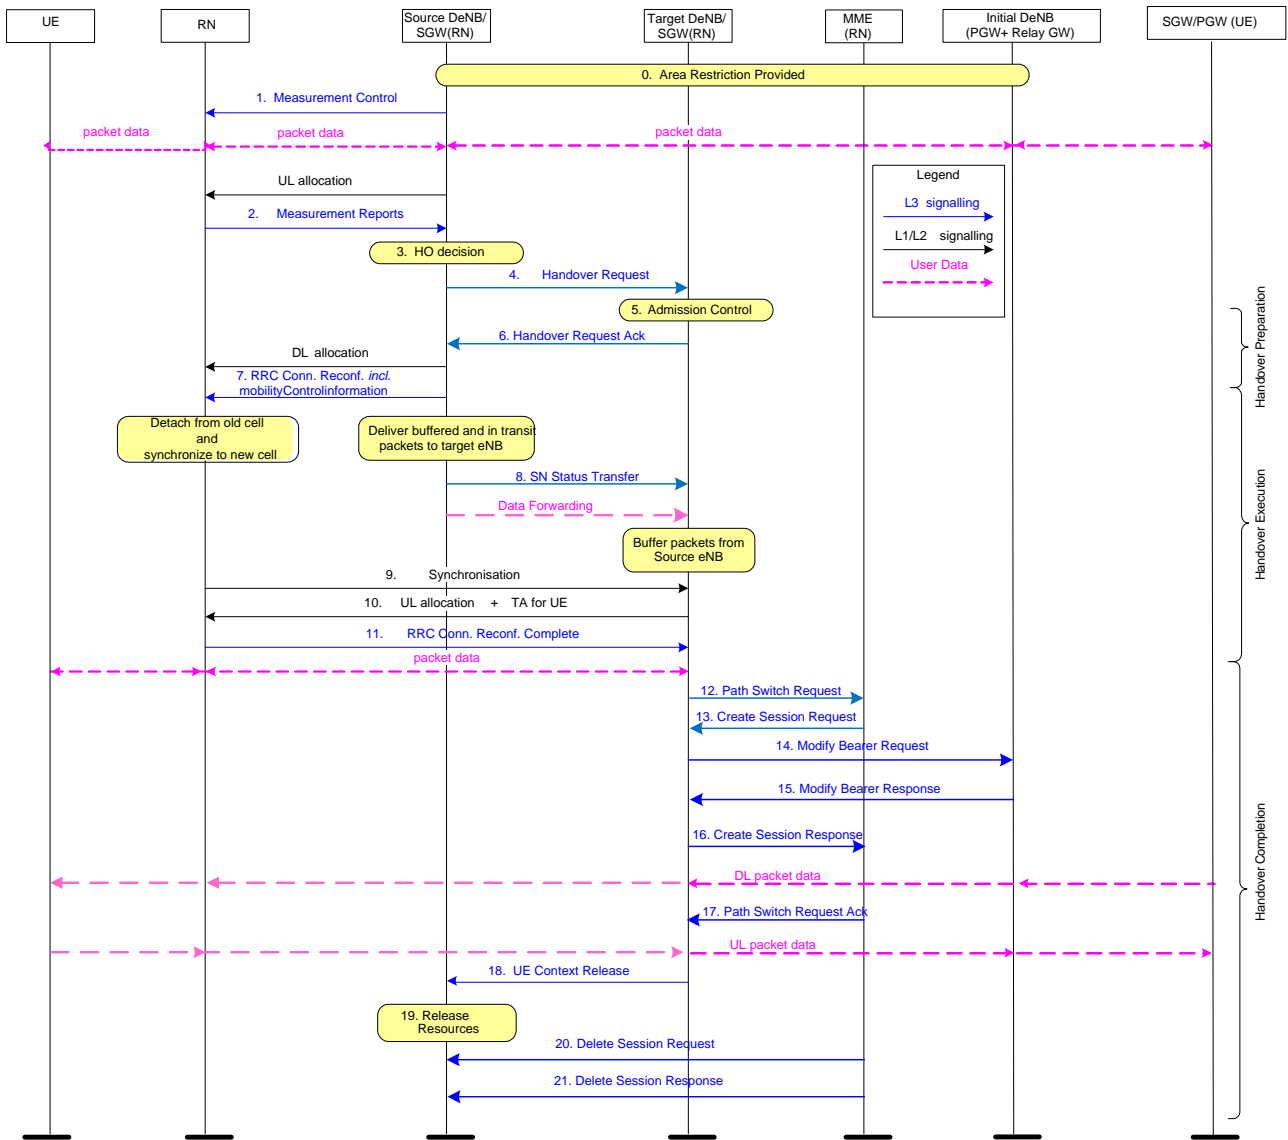 UE
RN
Source DeNB/
SGW(RN)
Target DeNB/
SGW(RN)
MME
(RN)
Initial DeNB
(PGW+ Relay GW)
SGW/PGW (UE)
0. Area Restriction Provided
1. Measurement Control
packet data
packet data
packet data
UL allocation
2. Measurement Reports
Legend
L3 signalling
L1/L2 signalling
User Data
3. HO decision
4. Handover Request
5. Admission Control
6. Handover Request Ack
DL allocation
7. RRC Conn. Reconf. incl.
mobilityControlinformation
Handover Preparation
Detach from old cell
and
synchronize to new cell
Deliver buffered and in transit
packets to target eNB
8. SN Status Transfer
Data Forwarding
Buffer packets from
Source eNB
Handover Execution
9. Synchronisation
10. UL allocation + TA for UE
11. RRC Conn. Reconf. Complete
packet data
12. Path Switch Request
13. Create Session Request
14. Modify Bearer Request
15. Modify Bearer Response
16. Create Session Response
DL packet data
17. Path Switch Request Ack
UL packet data
Handover Completion
18. UE Context Release
19. Release
Resources
20. Delete Session Request
21. Delete Session Response